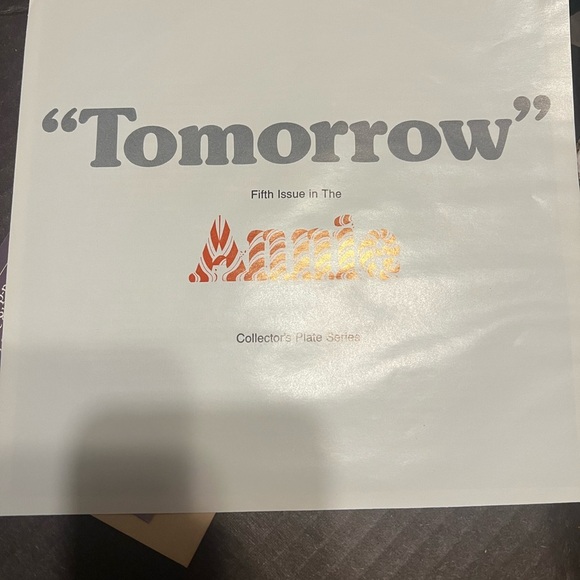 “Tomorrow”
Fifth Issue in The
Annie
Collector's Plate Series